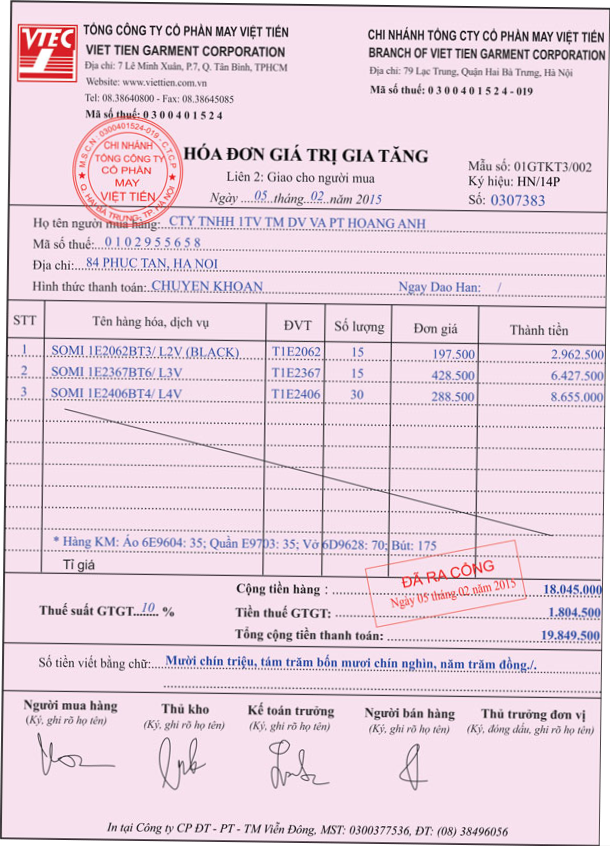 VTEC
TỔNG CÔNG TY CỔ PHẦN MAY VIỆT TIẾN
VIET TIEN GARMENT CORPORATION
Địa chỉ: 7 Lê Minh Xuân, P.7, Q. Tân Bình, TPHCM
Website: www.viettien.com.vn
Tel: 08.38640800 - Fax: 08.38645085
Mã số thuế: 0 3 0 0 4 0 1 5 2 4
CHI NHÁNH TỔNG CTY CỔ PHẦN MAY VIỆT TIẾN
BRANCH OF VIET TIEN GARMENT CORPORATION
Địa chỉ: 79 Lạc Trung, Quận Hai Bà Trưng, Hà Nội
Mã số thuế: 0 3 0 0 4 0 1 5 2 4 - 019
M.S.C.N 0300401524-019-C.T.C.P
CHI NHÁNH
TỔNG CÔNG TY
CỔ PHẦN
MAY
VIỆT TIẾN
Q. HAI BÀ TRƯNG, TP. HÀ NỘI
HÓA ĐƠN GIÁ TRỊ GIA TĂNG
Liên 2: Giao cho người mua
Ngày .....05...tháng...02...năm 2015
Mẫu số: 01GTKT3/002
Ký hiệu: HN/14P
Số: 0307383
Họ tên người mua hàng: CTY TNHH 1TV TM DV VA PT HOANG ANH
Mã số thuế: 0 1 0 2 9 5 5 6 5 8
Địa chỉ: 84 PHUC TAN, HA NOI
Hình thức thanh toán: CHUYEN KHOAN Ngay Dao Han: /
STT Tên hàng hóa, dịch vụ ĐVT Số lượng Đơn giá Thành tiền
1 SOMI 1E2062BT3/ L2V (BLACK) T1E2062 15 197.500 2.962.500
2 SOMI 1E2367BT6/ L3V T1E2367 15 428.500 6.427.500
3 SOMI 1E2406BT4/ L4V T1E2406 30 288.500 8.655.000
* Hàng KM: Áo 6E9604: 35; Quần E9703: 35; Vớ 6D9628: 70; Bút: 175
Tỉ giá
ĐÃ RA CỔNG
Ngày 05 tháng 02 năm 2015
Cộng tiền hàng : 18.045.000
Thuế suất GTGT....10.... % Tiền thuế GTGT: 1.804.500
Tổng cộng tiền thanh toán: 19.849.500
Số tiền viết bằng chữ: Mười chín triệu, tám trăm bốn mươi chín nghìn, năm trăm đồng./.
Người mua hàng Thủ kho Kế toán trưởng Người bán hàng Thủ trưởng đơn vị
(Ký, ghi rõ họ tên) (Ký, ghi rõ họ tên) (Ký, ghi rõ họ tên) (Ký, ghi rõ họ tên) (Ký, đóng dấu, ghi rõ họ tên)
In tại Công ty CP ĐT - PT - TM Viễn Đông, MST: 0300377536, ĐT: (08) 38496056